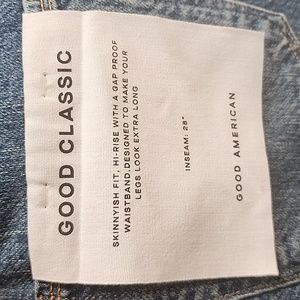 GOOD CLASSIC
SKINNYISH FIT, HI-RISE WITH A GAP PROOF
WAISTBAND.DESIGNED TO MAKE YOUR
LEGS LOOK EXTRA LONG
INSEAM: 28"
GOOD AMERICAN